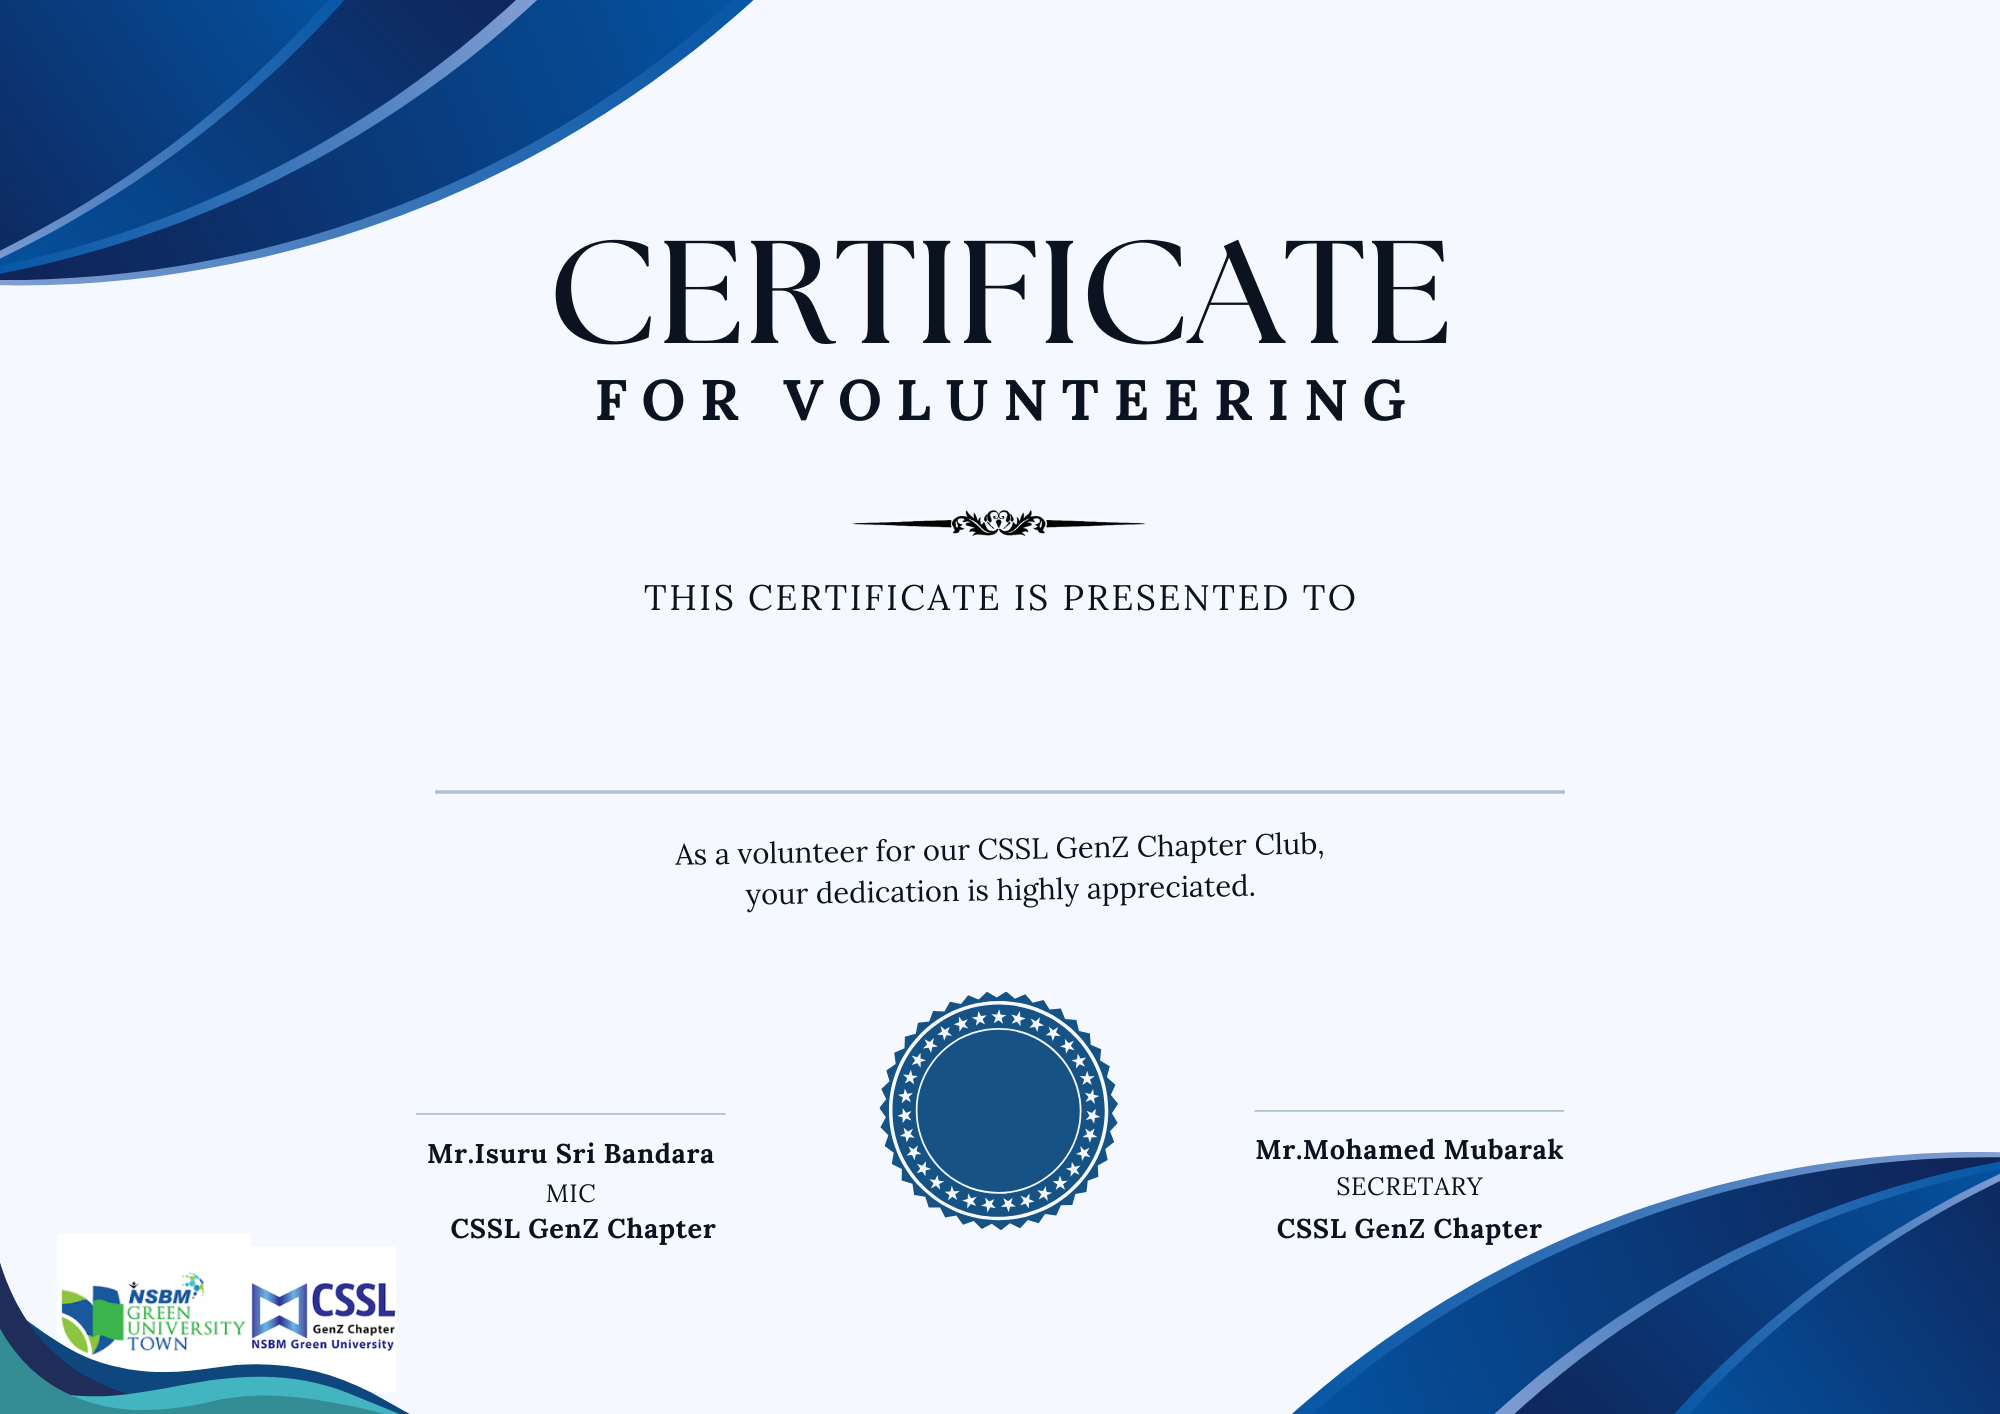 CERTIFICATE
FOR VOLUNTEERING
THIS CERTIFICATE IS PRESENTED TO
As a volunteer for our CSSL GenZ Chapter Club,
your dedication is highly appreciated.
Mr.Isuru Sri Bandara
MIC
CSSL GenZ Chapter
Mr.Mohamed Mubarak
SECRETARY
CSSL GenZ Chapter
NSBM
GREEN
UNIVERSITY
TOWN
CSSL
GenZ Chapter
NSBM Green University